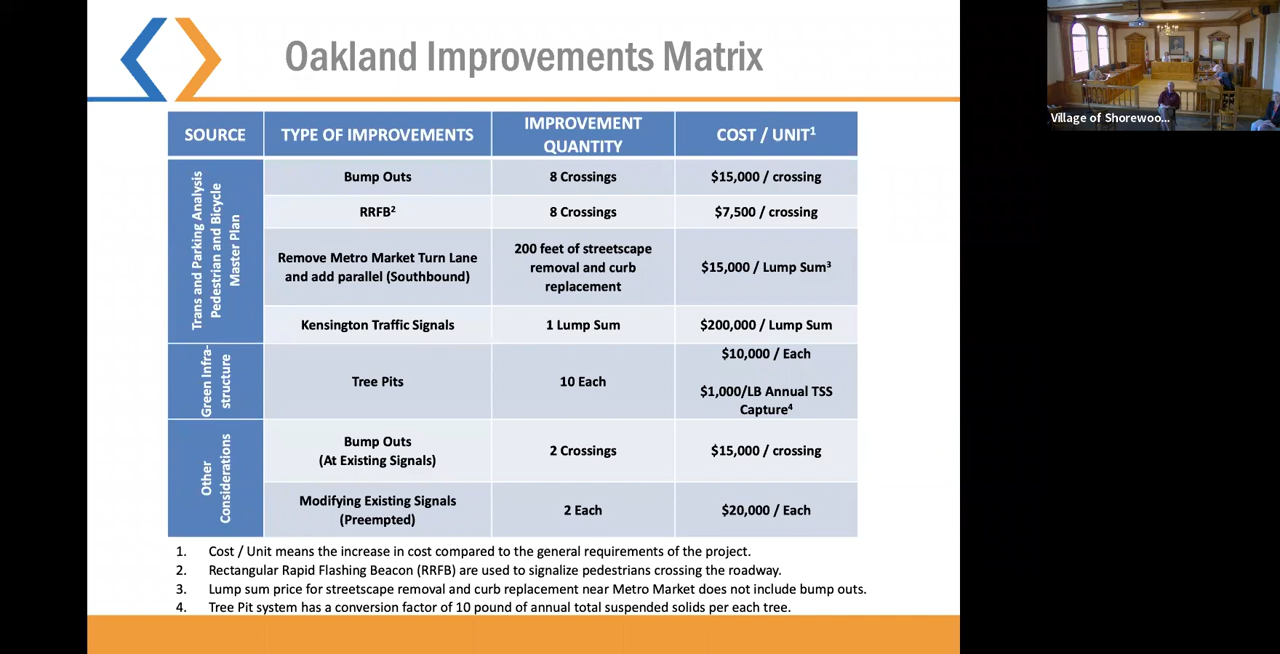 Oakland Improvements Matrix
SOURCE
TYPE OF IMPROVEMENTS
IMPROVEMENT
QUANTITY
COST / UNIT¹
Trans and Parking Analysis
Pedestrian and Bicycle
Master Plan
Bump Outs
8 Crossings
$15,000 / crossing
RRFB²
8 Crossings
$7,500 / crossing
Remove Metro Market Turn Lane
and add parallel (Southbound)
200 feet of streetscape
removal and curb
replacement
$15,000 / Lump Sum³
Kensington Traffic Signals
1 Lump Sum
$200,000 / Lump Sum
Green Infra-
structure
Tree Pits
10 Each
$10,000 / Each
$1,000/LB Annual TSS
Capture⁴
Other
Considerations
Bump Outs
(At Existing Signals)
2 Crossings
$15,000 / crossing
Modifying Existing Signals
(Preempted)
2 Each
$20,000 / Each
1. Cost / Unit means the increase in cost compared to the general requirements of the project.
2. Rectangular Rapid Flashing Beacon (RRFB) are used to signalize pedestrians crossing the roadway.
3. Lump sum price for streetscape removal and curb replacement near Metro Market does not include bump outs.
4. Tree Pit system has a conversion factor of 10 pound of annual total suspended solids per each tree.
Village of Shorewoo...